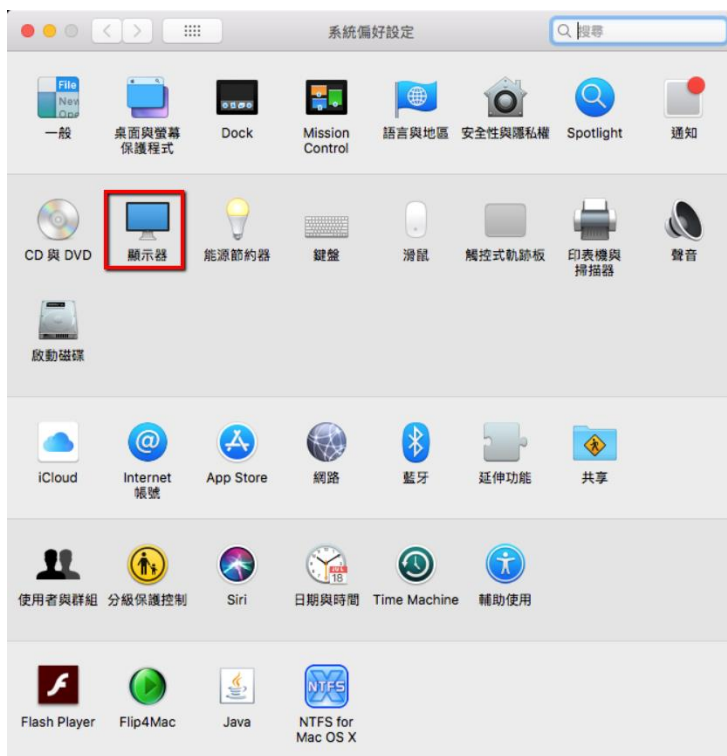 系統偏好設定
搜尋
File
New
Ope
一般
桌面與螢幕
保護程式
Dock
Mission
Control
語言與地區
安全性與隱私權
Spotlight
通知
CD 與 DVD
顯示器
能源節約器
鍵盤
滑鼠
觸控式軌跡板
印表機與
掃描器
聲音
啟動磁碟
iCloud
Internet
帳號
App Store
網路
藍牙
延伸功能
共享
使用者與群組
分級保護控制
Siri
JUL
18
日期與時間
Time Machine
輔助使用
Flash Player
Flip4Mac
Java
NTFS
NTFS for
Mac OS X